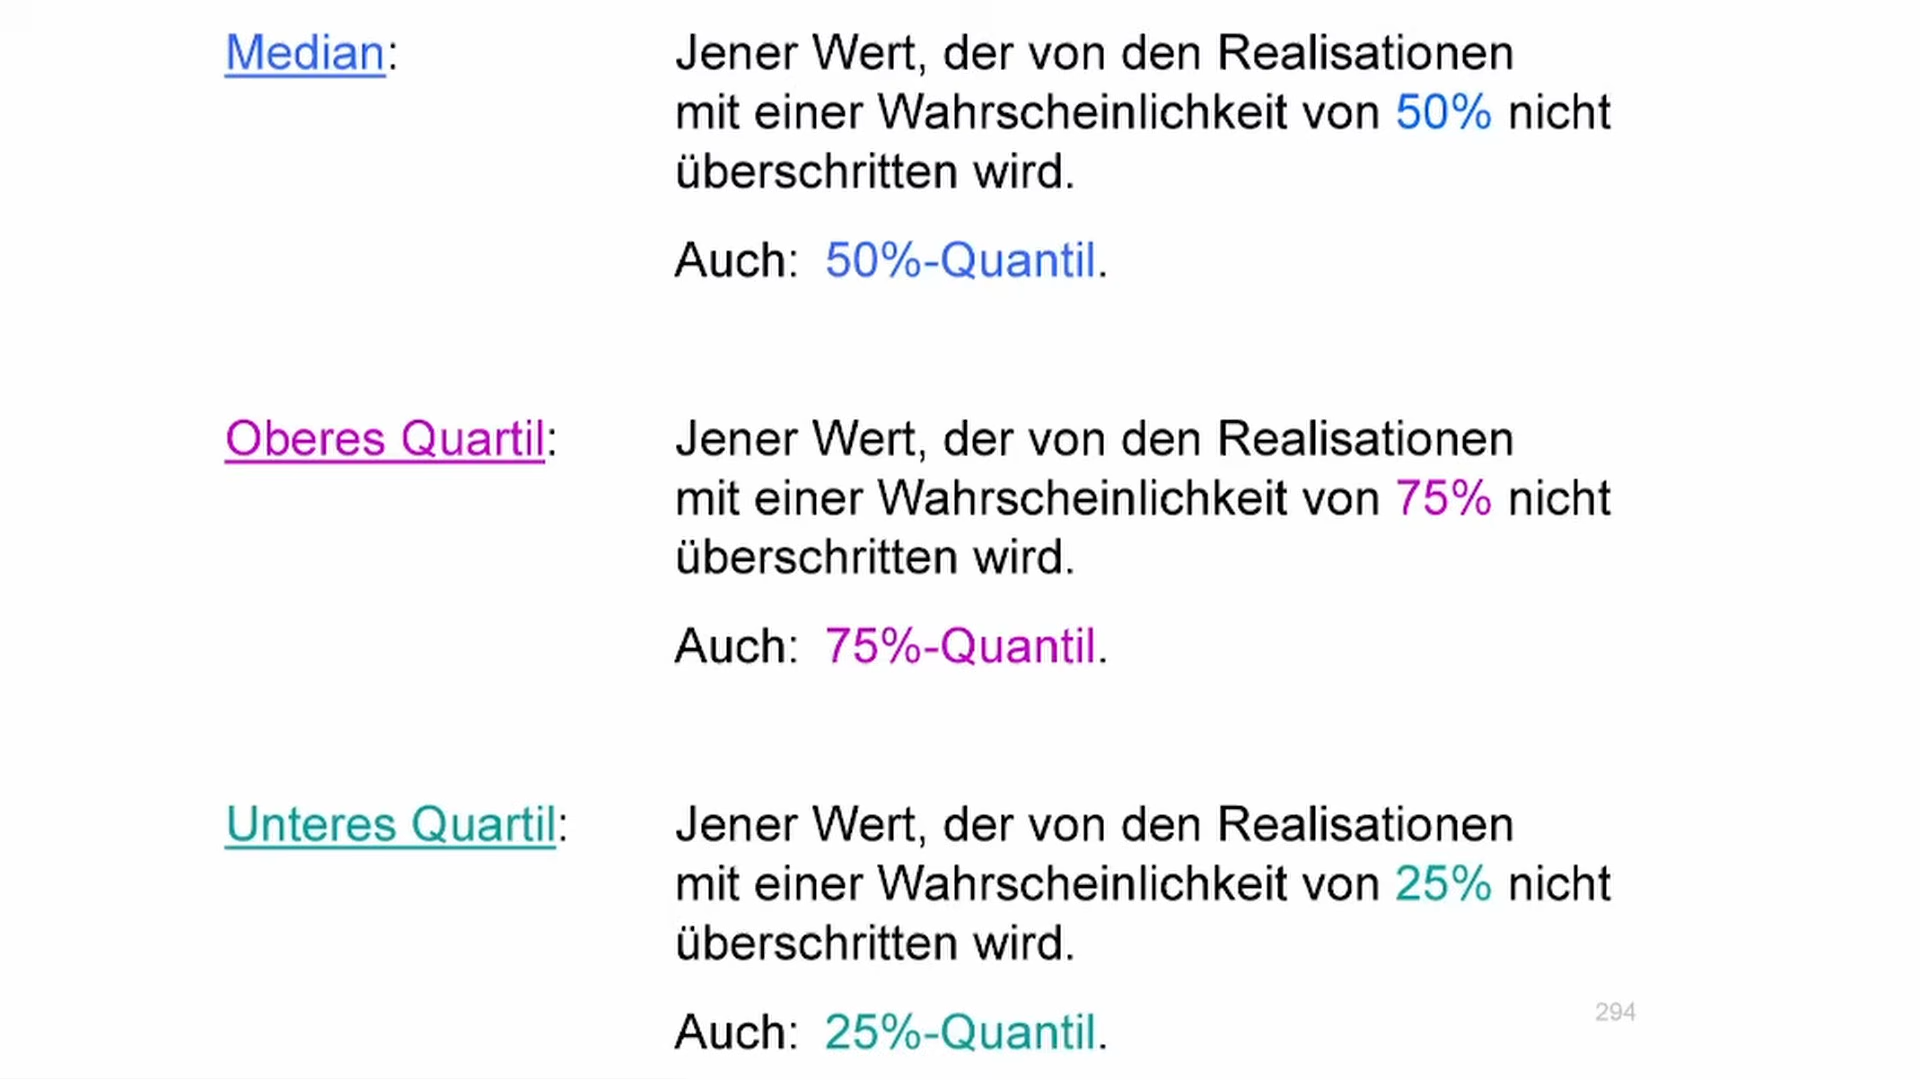 Median: Jener Wert, der von den Realisationen
mit einer Wahrscheinlichkeit von 50% nicht
überschritten wird.
Auch: 50%-Quantil.
Oberes Quartil: Jener Wert, der von den Realisationen
mit einer Wahrscheinlichkeit von 75% nicht
überschritten wird.
Auch: 75%-Quantil.
Unteres Quartil: Jener Wert, der von den Realisationen
mit einer Wahrscheinlichkeit von 25% nicht
überschritten wird.
294
Auch: 25%-Quantil.